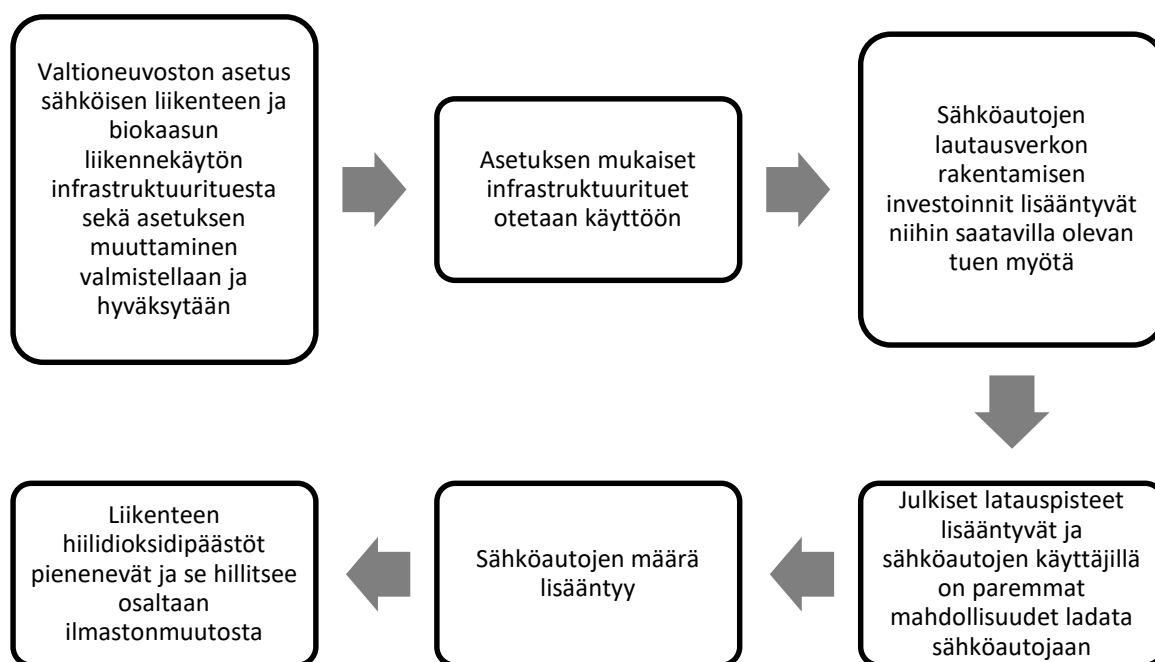 Valtioneuvoston asetus
sähköisen liikenteen ja
biokaasun
liikennekäytön
infrastruktuurituesta
sekä asetuksen
muuttaminen
valmistellaan ja
hyväksytään
Asetuksen mukaiset
infrastruktuurituet
otetaan käyttöön
Sähköautojen
lautausverkon
rakentamisen
investoinnit lisääntyvät
niihin saatavilla olevan
tuen myötä
Julkiset latauspisteet
lisääntyvät ja
sähköautojen käyttäjillä
on paremmat
mahdollisuudet ladata
sähköautojaan
Sähköautojen määrä
lisääntyy
Liikenteen
hiilidioksidipäästöt
pienenevät ja se hillitsee
osaltaan
ilmastonmuutosta